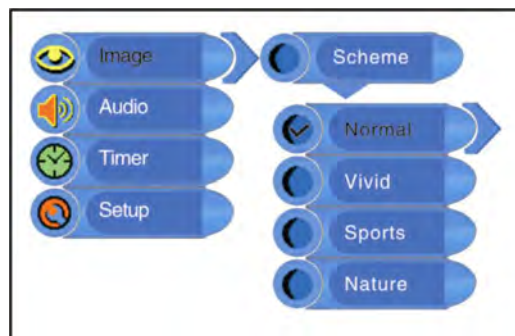 Image
Audio
Timer
Setup
Scheme
Normal
Vivid
Sports
Nature